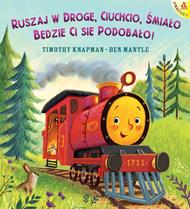 Ruszaj w drogę, Ciuchcio, śmiało
Będzie ci się podobało!
Timothy Knapman • Ben Mantle
1711